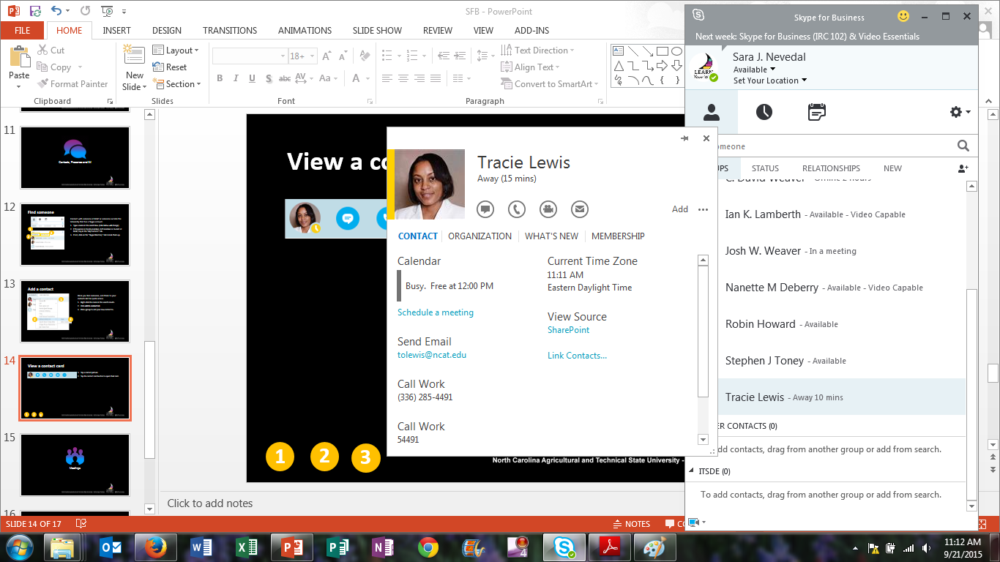 SFB - PowerPoint
FILE
HOME
INSERT
DESIGN
TRANSITIONS
ANIMATIONS
SLIDE SHOW
REVIEW
VIEW
ADD-INS
Paste
Cut
Copy
Format Painter
Clipboard
New
Slide
Layout
Reset
Section
Slides
18+
Font
Text Direction
Align Text
Convert to SmartArt
Paragraph
11
Contacts, Presence and IM
12
Find someone
13
Add a contact
14
View a contact card
15
Meetings
16
View a co
1 2 3
North Carolina Agricultural and Technical State University -
Click to add notes
SLIDE 14 OF 17
NOTES
CO
Tracie Lewis
Away (15 mins)
Add
CONTACT
ORGANIZATION
WHAT'S NEW
MEMBERSHIP
Calendar
Busy. Free at 12:00 PM
Schedule a meeting
Send Email
tolewis@ncat.edu
Call Work
(336) 285-4491
Call Work
54491
Current Time Zone
11:11 AM
Eastern Daylight Time
View Source
SharePoint
Link Contacts...
Skype for Business
Next week: Skype for Business (IRC 102) & Video Essentials
LEARN
Sara J. Nevedal
Available
Set Your Location
omeone
UPS
STATUS
RELATIONSHIPS
NEW
C. David Weaver - Offline 2 hours
Ian K. Lamberth - Available - Video Capable
Josh W. Weaver - In a meeting
Nanette M Deberry - Available - Video Capable
Robin Howard - Available
Stephen J Toney - Available
Tracie Lewis - Away 10 mins
ER CONTACTS (0)
add contacts, drag from another group or add from search.
ITSDE (0)
To add contacts, drag from another group or add from search.
11:12 AM
9/21/2015